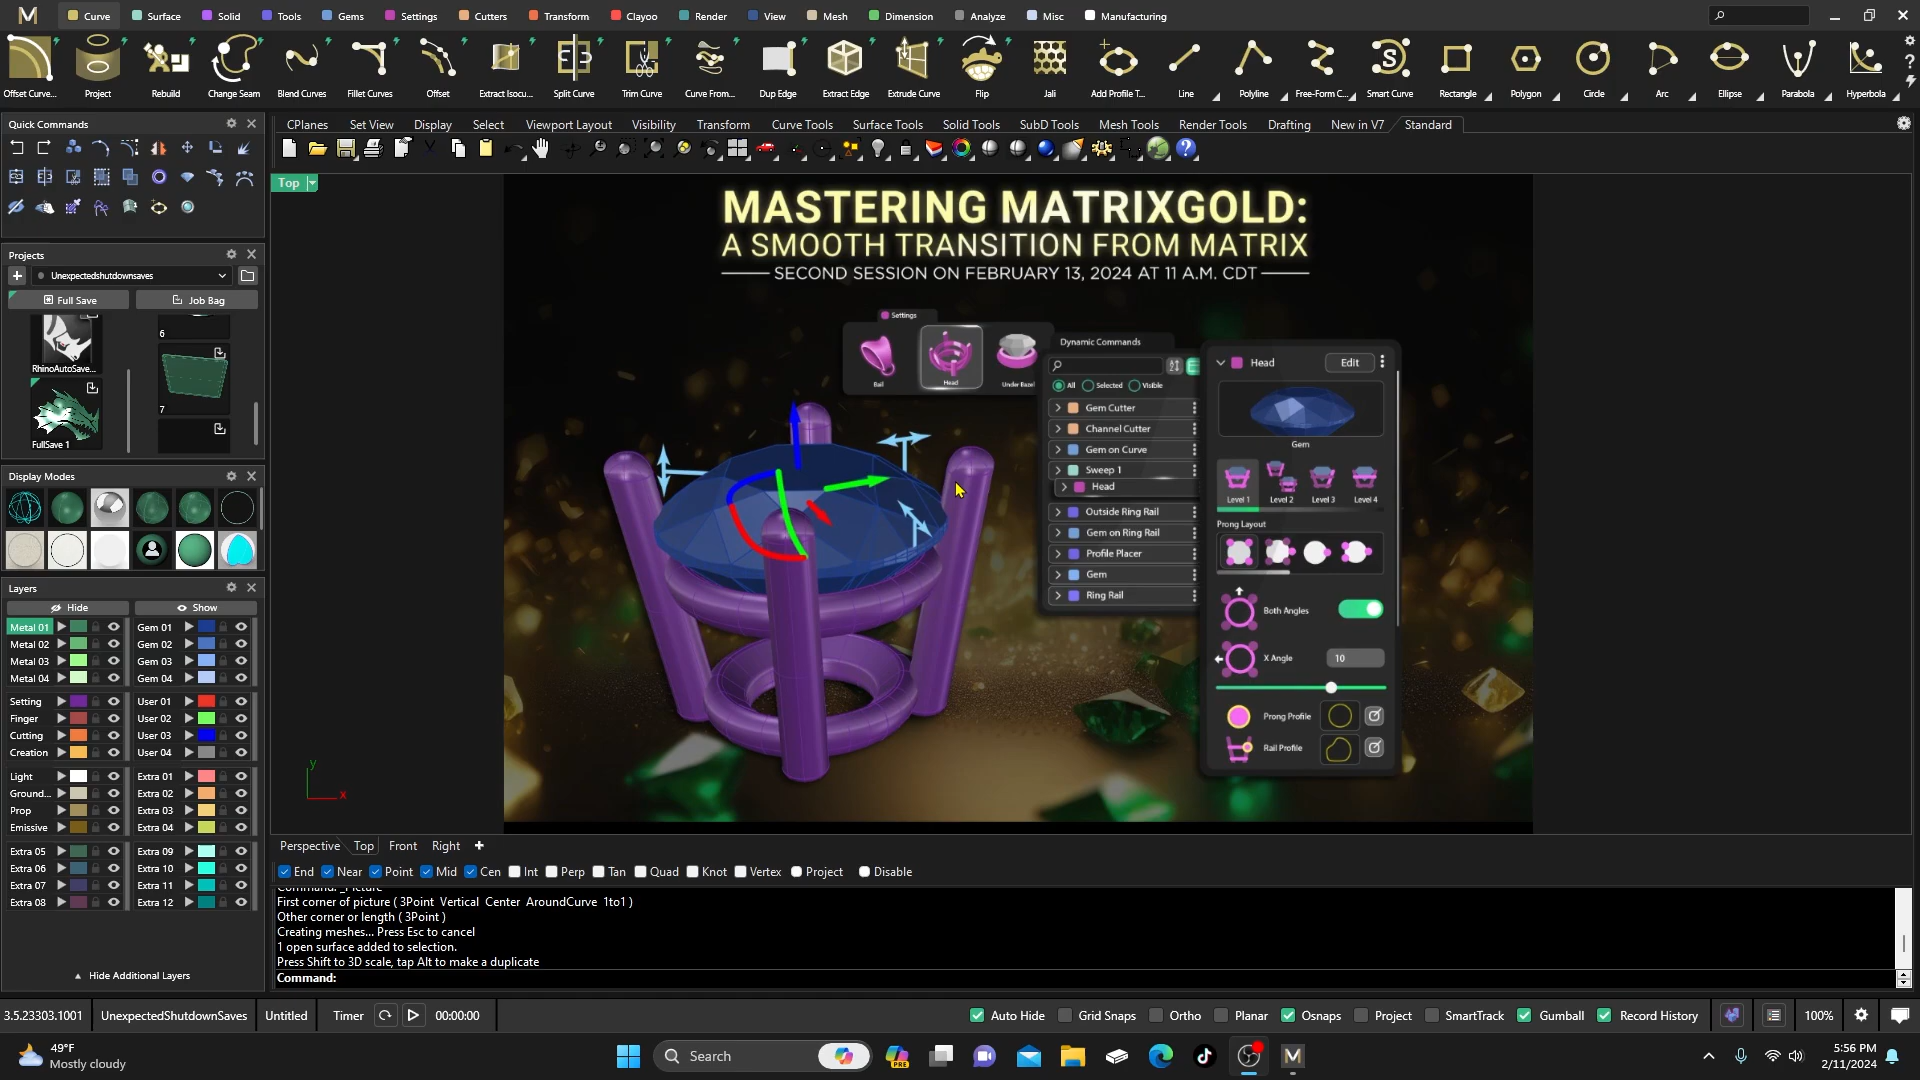 M Curve Surface Solid Tools Gems Settings Cutters Transform Clayoo Render View Mesh Dimension Analyze Misc Manufacturing
Offset Curve... Project Rebuild Change Seam Blend Curves Fillet Curves Offset Extract Isocu... Split Curve Trim Curve Curve From... Dup Edge Extract Edge Extrude Curve Flip Jali Add Profile T... Line Polyline Free-Form C... Smart Curve Rectangle Polygon Circle Arc Ellipse Parabola Hyperbola
Quick Commands
CPlanes Set View Display Select Viewport Layout Visibility Transform Curve Tools Surface Tools Solid Tools SubD Tools Mesh Tools Render Tools Drafting New in V7 Standard
Top
Projects
Unexpectedshutdownsaves
Full Save Job Bag
6
RhinoAutoSave...
7
FullSave 1
Display Modes
Layers
Hide Show
Metal 01 Gem 01
Metal 02 Gem 02
Metal 03 Gem 03
Metal 04 Gem 04
Setting User 01
Finger User 02
Cutting User 03
Creation User 04
Light Extra 01
Ground... Extra 02
Prop Extra 03
Emissive Extra 04
Extra 05 Extra 09
Extra 06 Extra 10
Extra 07 Extra 11
Extra 08 Extra 12
Hide Additional Layers
MASTERING MATRIXGOLD:
A SMOOTH TRANSITION FROM MATRIX
SECOND SESSION ON FEBRUARY 13, 2024 AT 11 A.M. CDT
Settings
Rail Head Under Bezel
Dynamic Commands
All Selected Visible
Gem Cutter
Channel Cutter
Gem on Curve
Sweep 1
Head
Outside Ring Rail
Gem on Ring Rail
Profile Placer
Gem
Ring Rail
Head Edit
Gem
Level 1 Level 2 Level 3 Level 4
Prong Layout
Both Angles
X Angle 10
Prong Profile
Rail Profile
y
x
Perspective Top Front Right
End Near Point Mid Cen Int Perp Tan Quad Knot Vertex Project Disable
Command: _Picture
First corner of picture ( 3Point Vertical Center AroundCurve 1to1 )
Other corner or length ( 3Point )
Creating meshes... Press Esc to cancel
1 open surface added to selection.
Press Shift to 3D scale, tap Alt to make a duplicate
Command:
3.5.23303.1001 UnexpectedShutdownSaves Untitled Timer 00:00:00 Auto Hide Grid Snaps Ortho Planar Osnaps Project SmartTrack Gumball Record History 100%
49°F
Mostly cloudy
Search
PRE
M
5:56 PM
2/11/2024